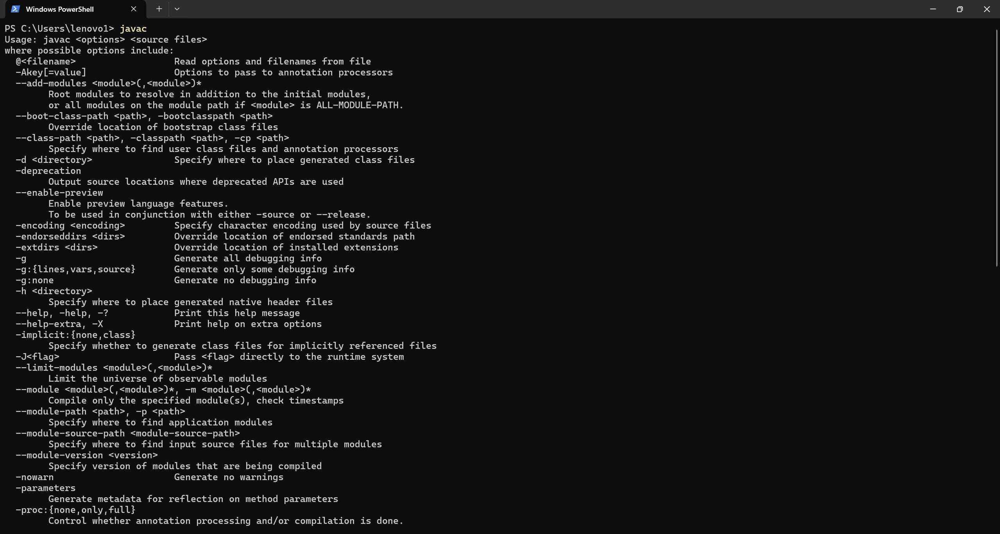 Windows PowerShell
PS C:\Users\lenovo1> javac
Usage: javac <options> <source files>
where possible options include:
  @<filename>                  Read options and filenames from file
  -Akey[=value]                Options to pass to annotation processors
  --add-modules <module>(,<module>)*
        Root modules to resolve in addition to the initial modules,
        or all modules on the module path if <module> is ALL-MODULE-PATH.
  --boot-class-path <path>, -bootclasspath <path>
        Override location of bootstrap class files
  --class-path <path>, -classpath <path>, -cp <path>
        Specify where to find user class files and annotation processors
  -d <directory>               Specify where to place generated class files
  -deprecation
        Output source locations where deprecated APIs are used
  --enable-preview
        Enable preview language features.
        To be used in conjunction with either -source or --release.
  -encoding <encoding>         Specify character encoding used by source files
  -endorseddirs <dirs>         Override location of endorsed standards path
  -extdirs <dirs>              Override location of installed extensions
  -g                           Generate all debugging info
  -g:{lines,vars,source}       Generate only some debugging info
  -g:none                      Generate no debugging info
  -h <directory>
        Specify where to place generated native header files
  --help, -help, -?            Print this help message
  --help-extra, -X             Print help on extra options
  -implicit:{none,class}
        Specify whether to generate class files for implicitly referenced files
  -J<flag>                     Pass <flag> directly to the runtime system
  --limit-modules <module>(,<module>)*
        Limit the universe of observable modules
  --module <module>(,<module>)*, -m <module>(,<module>)*
        Compile only the specified module(s), check timestamps
  --module-path <path>, -p <path>
        Specify where to find application modules
  --module-source-path <module-source-path>
        Specify where to find input source files for multiple modules
  --module-version <version>
        Specify version of modules that are being compiled
  -nowarn                      Generate no warnings
  -parameters
        Generate metadata for reflection on method parameters
  -proc:{none,only,full}
        Control whether annotation processing and/or compilation is done.